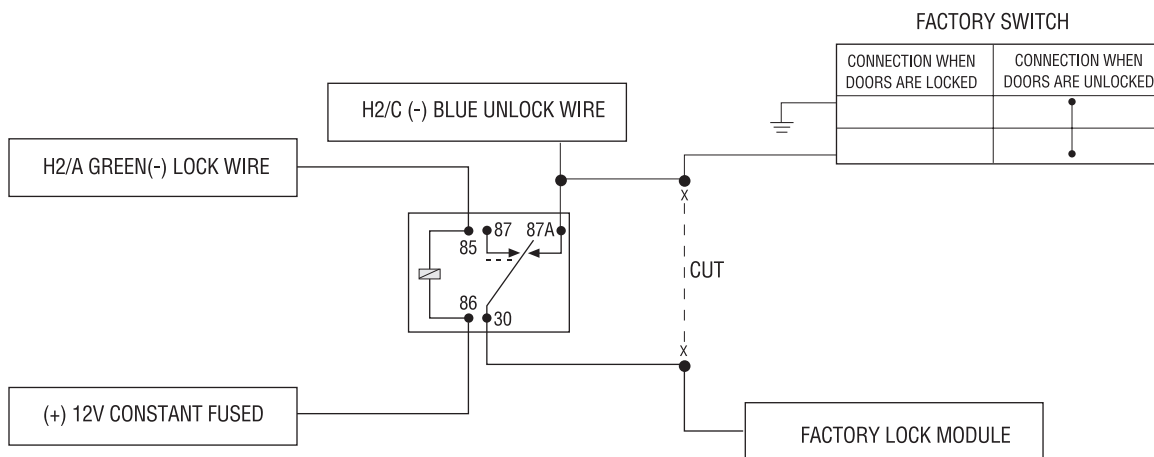 FACTORY SWITCH
CONNECTION WHEN
DOORS ARE LOCKED
CONNECTION WHEN
DOORS ARE UNLOCKED
H2/C (-) BLUE UNLOCK WIRE
H2/A GREEN(-) LOCK WIRE
X
87
87A
85
CUT
86
30
X
(+) 12V CONSTANT FUSED
FACTORY LOCK MODULE